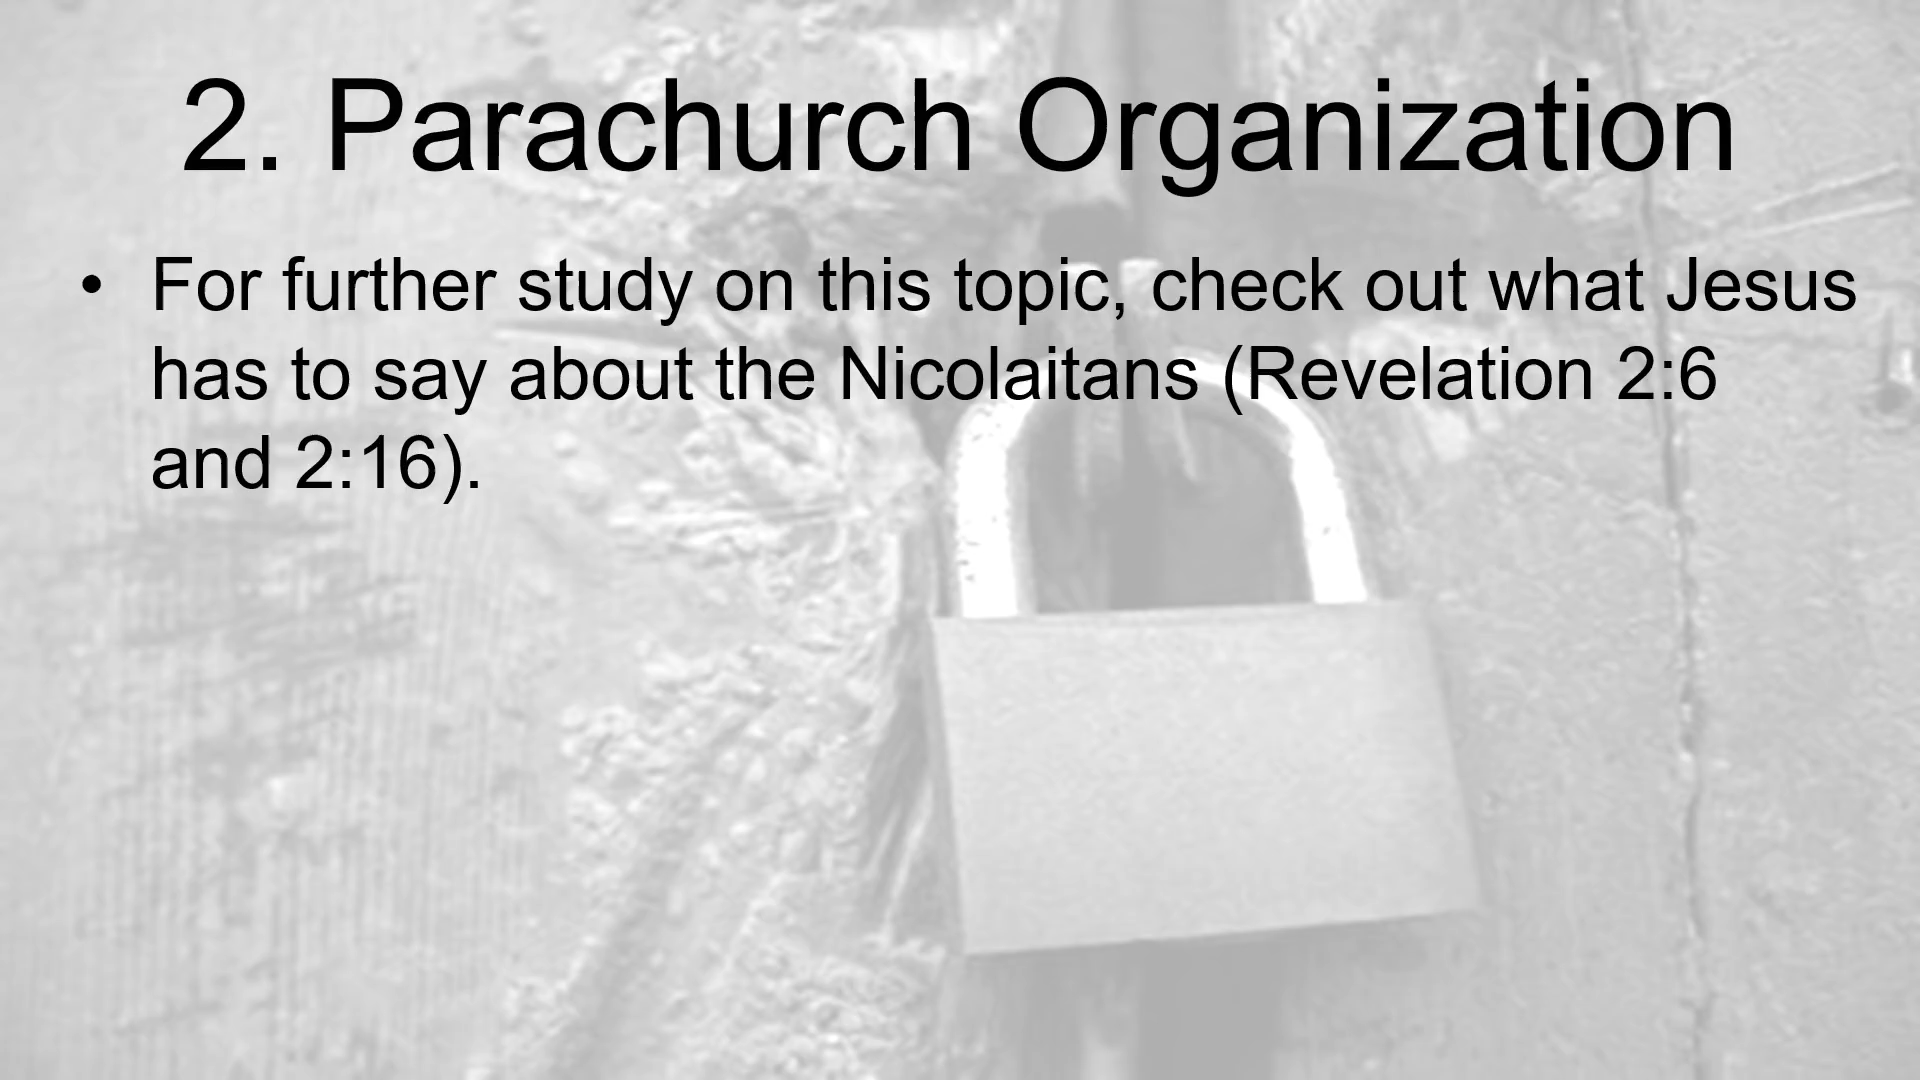 2. Parachurch Organization
• For further study on this topic, check out what Jesus
has to say about the Nicolaitans (Revelation 2:6
and 2:16).